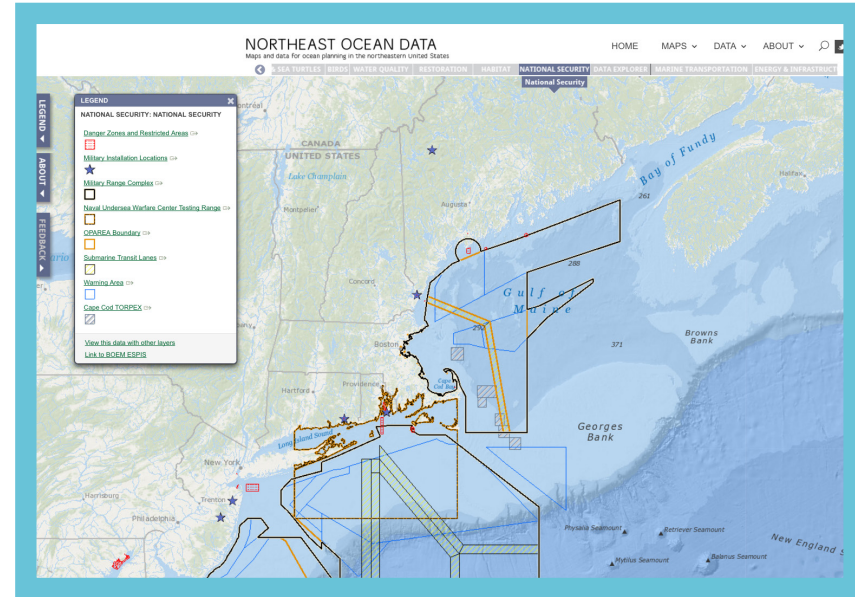 NORTHEAST OCEAN DATA
Maps and data for ocean planning in the northeastern United States
HOME MAPS DATA ABOUT
& SEA TURTLES | BIRDS | WATER QUALITY | RESTORATION | HABITAT | NATIONAL SECURITY | DATA EXPLORER | MARINE TRANSPORTATION | ENERGY & INFRASTRUCT
National Security
LEGEND
ABOUT
FEEDBACK
LEGEND
NATIONAL SECURITY: NATIONAL SECURITY
Danger Zones and Restricted Areas
Military Installation Locations
Military Range Complex
Naval Undersea Warfare Center Testing Range
OPAREA Boundary
Submarine Transit Lanes
Warning Area
Cape Cod TORPEX
View this data with other layers
Link to BOEM ESPIS
ontréal
CANADA
UNITED STATES
Lake Champlain
Montpelier
Augusta
Bay of Fundy
Halifax
261
288
Concord
Gulf of
Maine
292
371
Browns
Bank
Boston
Cape
Cod Bay
Providence
Hartford
Georges
Bank
Long Island Sound
New York
Harrisburg
Trenton
Philadelphia
Physalia Seamount
Retriever Seamount
New England S
Mytilus Seamount
Balanus Seamount